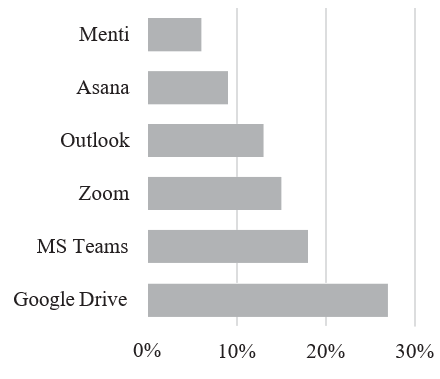 Menti
Asana
Outlook
Zoom
MS Teams
Google Drive
0% 10% 20% 30%